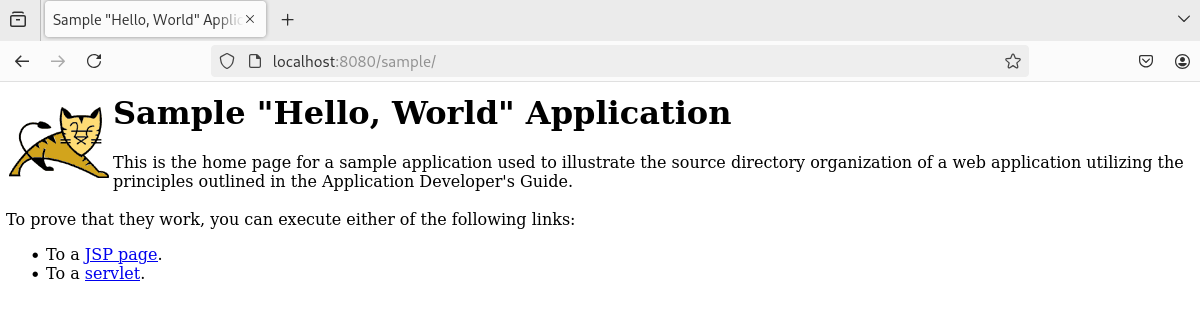 Sample "Hello, World" Applic
localhost:8080/sample/
Sample "Hello, World" Application
This is the home page for a sample application used to illustrate the source directory organization of a web application utilizing the
principles outlined in the Application Developer's Guide.
To prove that they work, you can execute either of the following links:
• To a JSP page.
• To a servlet.